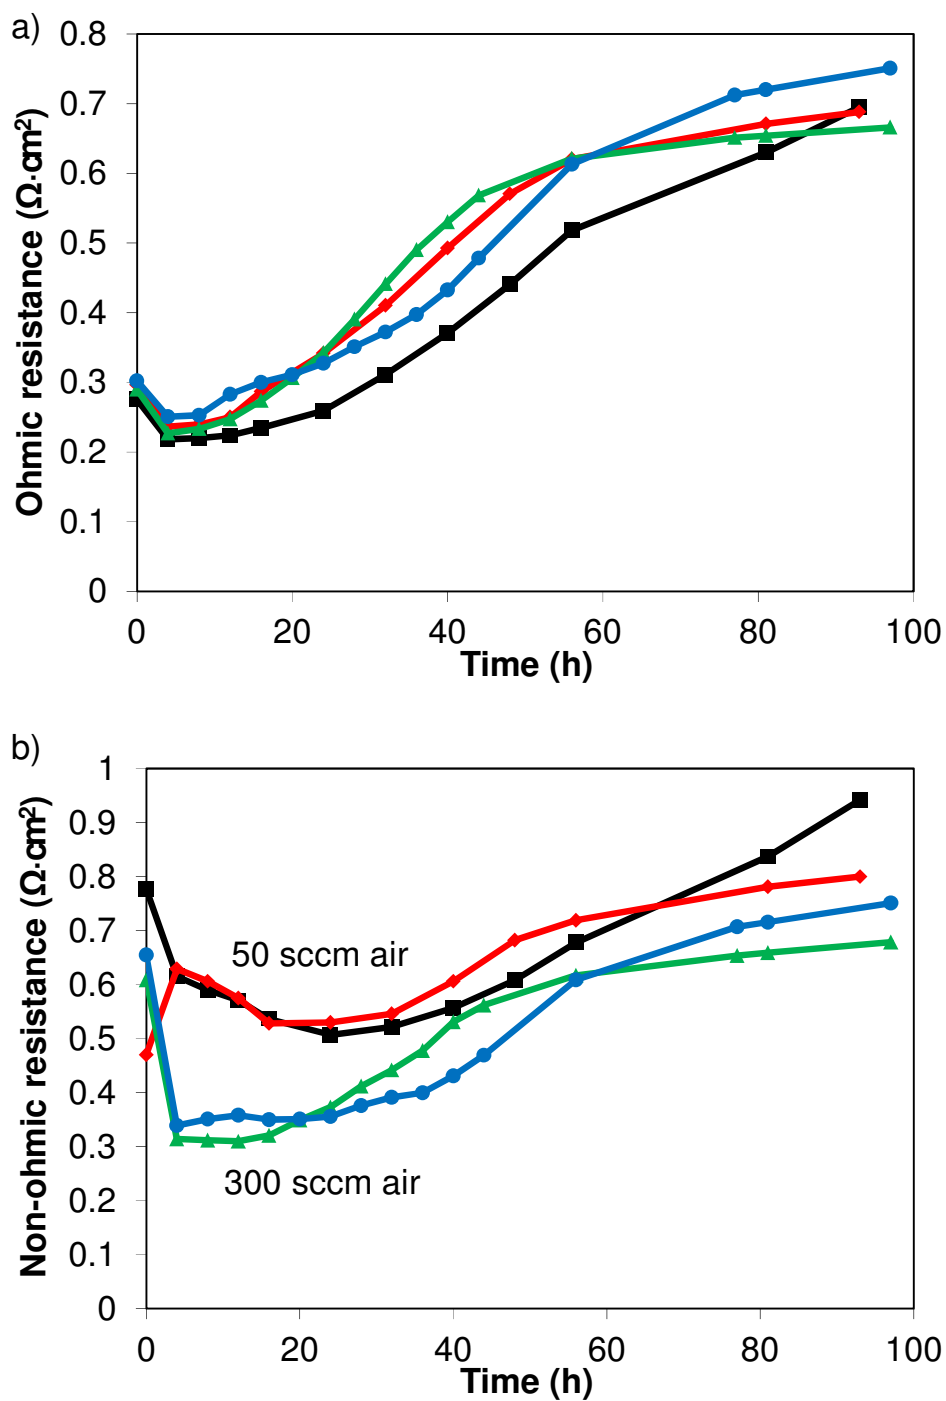 a)
0.8
0.7
0.6
0.5
0.4
0.3
0.2
0.1
0
Ohmic resistance (Ω·cm²)
0 20 40 60 80 100
Time (h)
b)
1
0.9
0.8
0.7
0.6
0.5
0.4
0.3
0.2
0.1
0
Non-ohmic resistance (Ω·cm²)
50 sccm air
300 sccm air
0 20 40 60 80 100
Time (h)